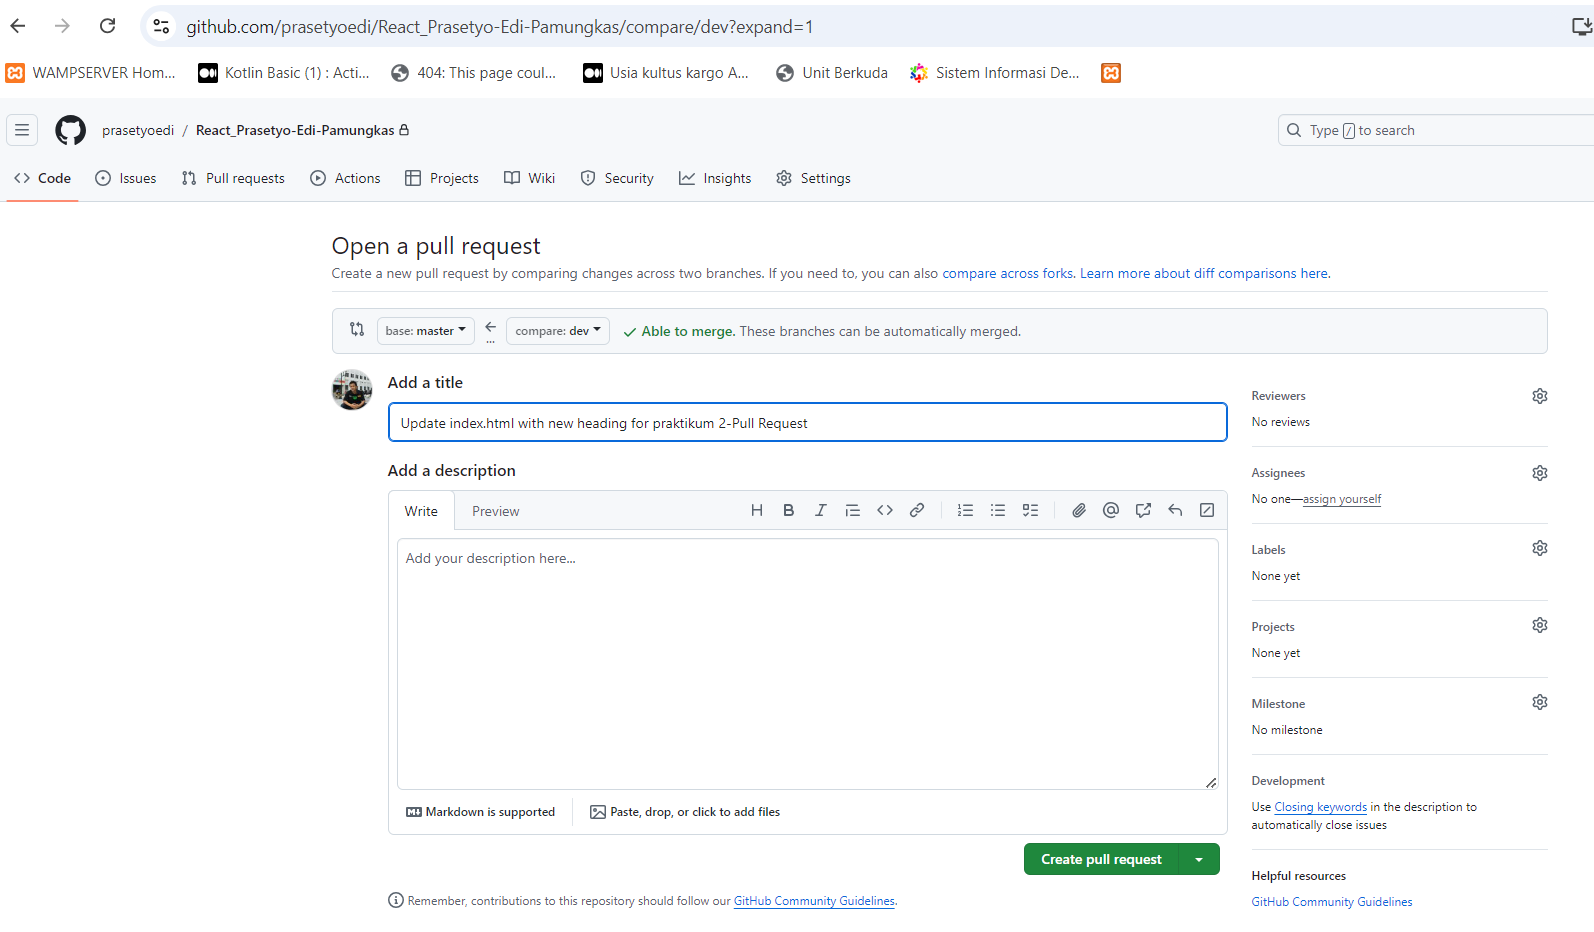 github.com/prasetyoedi/React_Prasetyo-Edi-Pamungkas/compare/dev?expand=1
WAMPSERVER Hom... Kotlin Basic (1) : Acti... 404: This page coul... Usia kultus kargo A... Unit Berkuda Sistem Informasi De...
prasetyoedi / React_Prasetyo-Edi-Pamungkas Type / to search
Code Issues Pull requests Actions Projects Wiki Security Insights Settings
Open a pull request
Create a new pull request by comparing changes across two branches. If you need to, you can also compare across forks. Learn more about diff comparisons here.
base: master compare: dev Able to merge. These branches can be automatically merged.
...
Add a title
Update index.html with new heading for praktikum 2-Pull Request
Add a description
Write Preview H B I
Add your description here...
Markdown is supported Paste, drop, or click to add files
Create pull request
Remember, contributions to this repository should follow our GitHub Community Guidelines.
Reviewers
No reviews
Assignees
No one—assign yourself
Labels
None yet
Projects
None yet
Milestone
No milestone
Development
Use Closing keywords in the description to
automatically close issues
Helpful resources
GitHub Community Guidelines